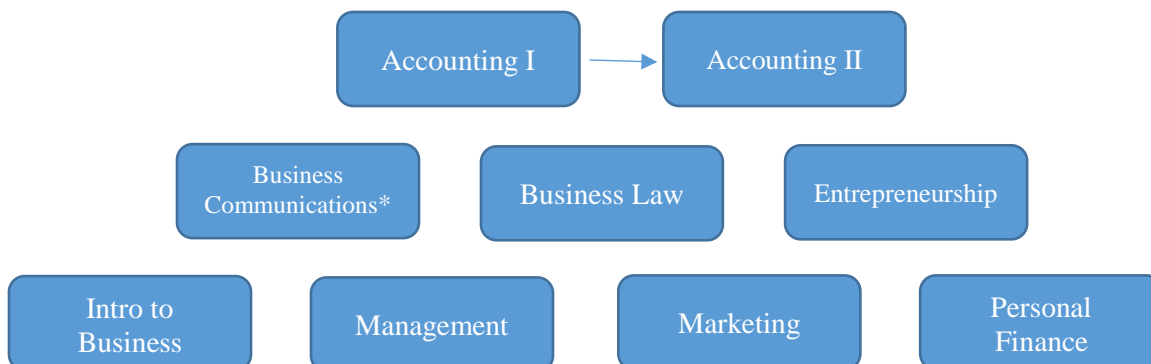 Accounting I
Accounting II
Business
Communications*
Business Law
Entrepreneurship
Intro to
Business
Management
Marketing
Personal
Finance